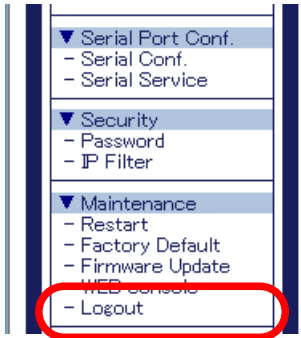 ▼ Serial Port Conf.
- Serial Conf.
- Serial Service
▼ Security
- Password
- IP Filter
▼ Maintenance
- Restart
- Factory Default
- Firmware Update
- WEB Console
- Logout